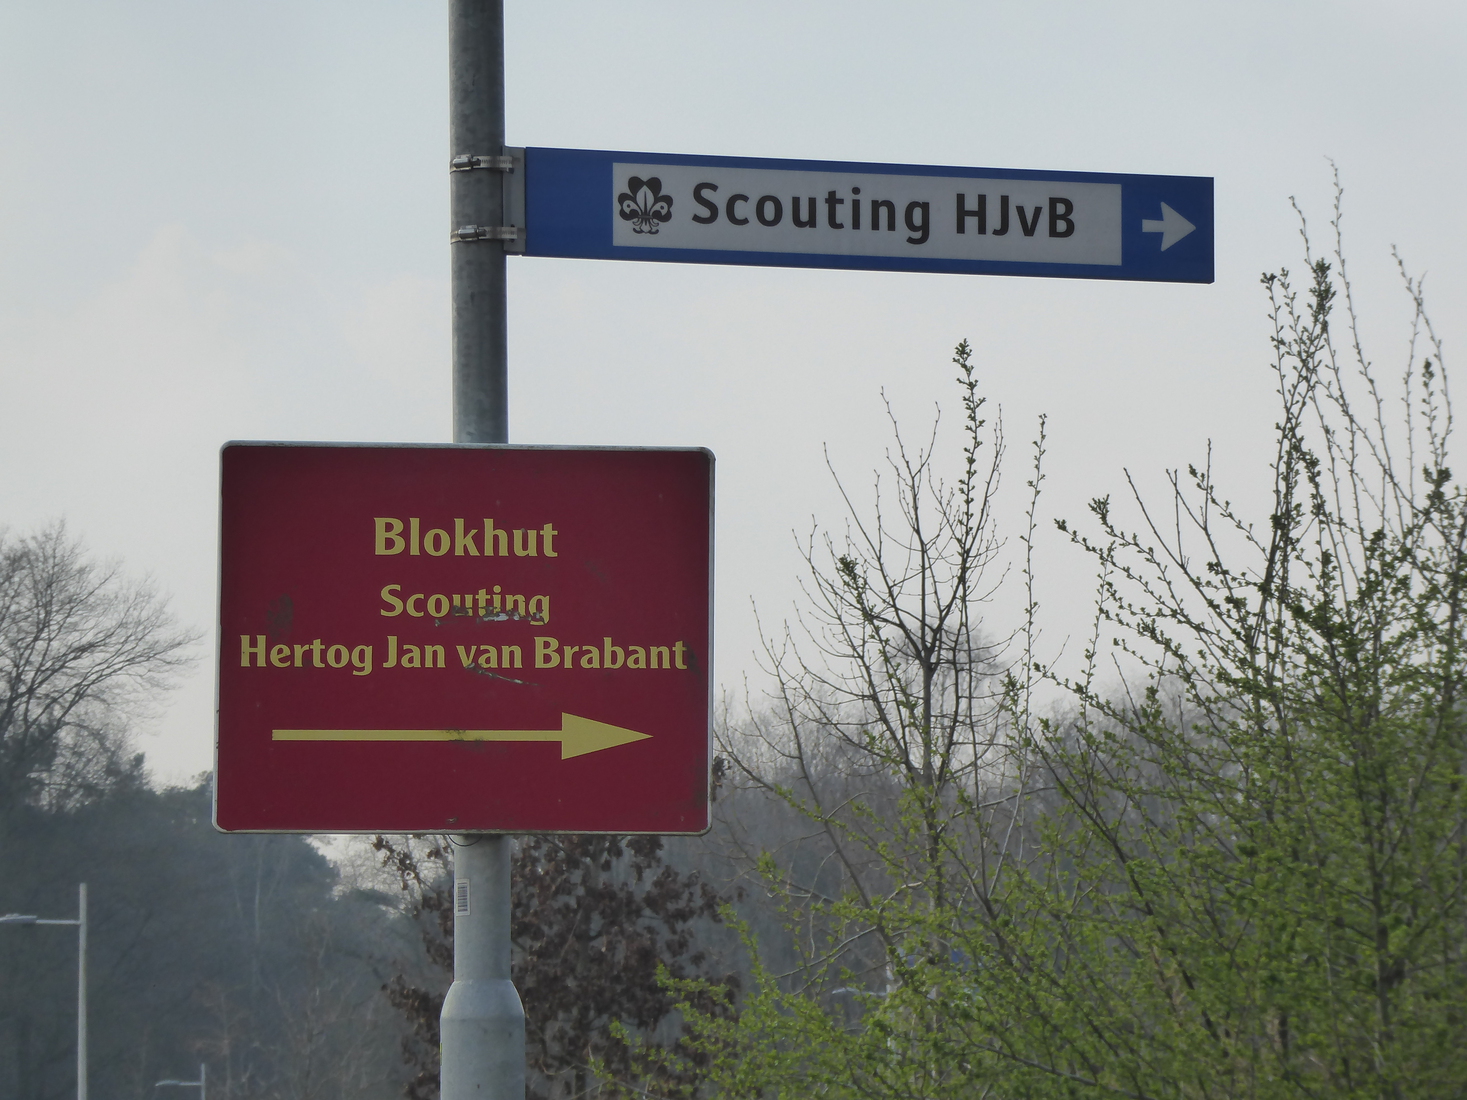 Scouting HJvB
Blokhut
Scouting
Hertog Jan van Brabant